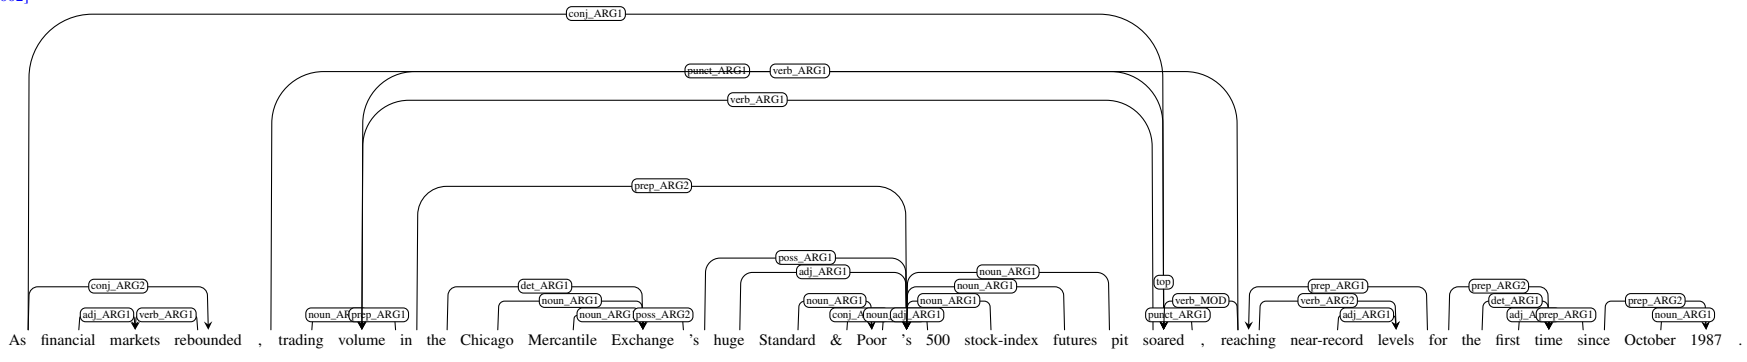 002]
conj_ARG1
punct_ARG1 verb_ARG1
verb_ARG1
prep_ARG2
poss_ARG1
adj_ARG1 noun_ARG1
top
conj_ARG2 det_ARG1 noun_ARG1 prep_ARG1 prep_ARG2
noun_ARG1 noun_ARG1 noun_ARG1 verb_MOD verb_ARG2 det_ARG1 prep_ARG2
adj_ARG1 verb_ARG1 prep_ARG1 poss_ARG2 adj_ARG1 punct_ARG1 adj_ARG1 prep_ARG1 noun_ARG1
As financial markets rebounded , trading volume in the Chicago Mercantile Exchange 's huge Standard & Poor 's 500 stock-index futures pit soared , reaching near-record levels for the first time since October 1987 .